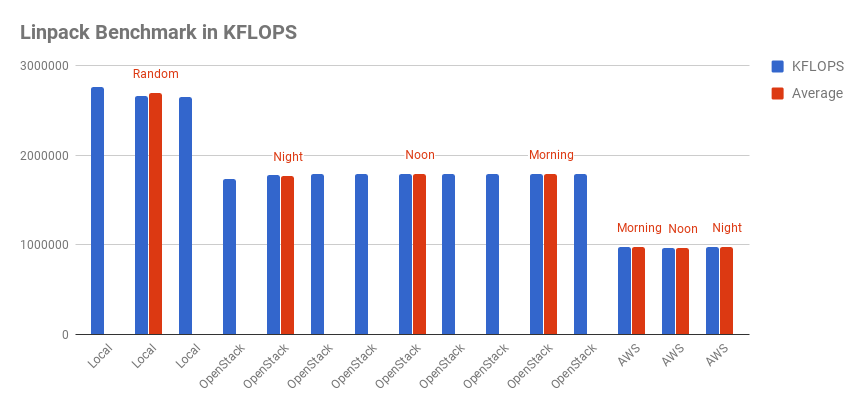 Linpack Benchmark in KFLOPS
3000000
2000000
1000000
0
Random
Night
Noon
Morning
Morning
Noon
Night
KFLOPS
Average
Local
Local
Local
OpenStack
OpenStack
OpenStack
OpenStack
OpenStack
OpenStack
OpenStack
OpenStack
OpenStack
AWS
AWS
AWS